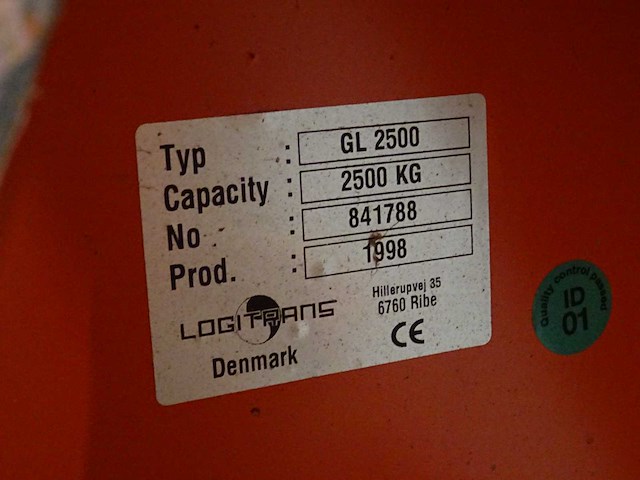 Typ : GL 2500
Capacity : 2500 KG
No : 841788
Prod. : 1998
LOGITRANS
Denmark
Hillerupvej 35
6760 Ribe
CE
Quality control passed
ID
01